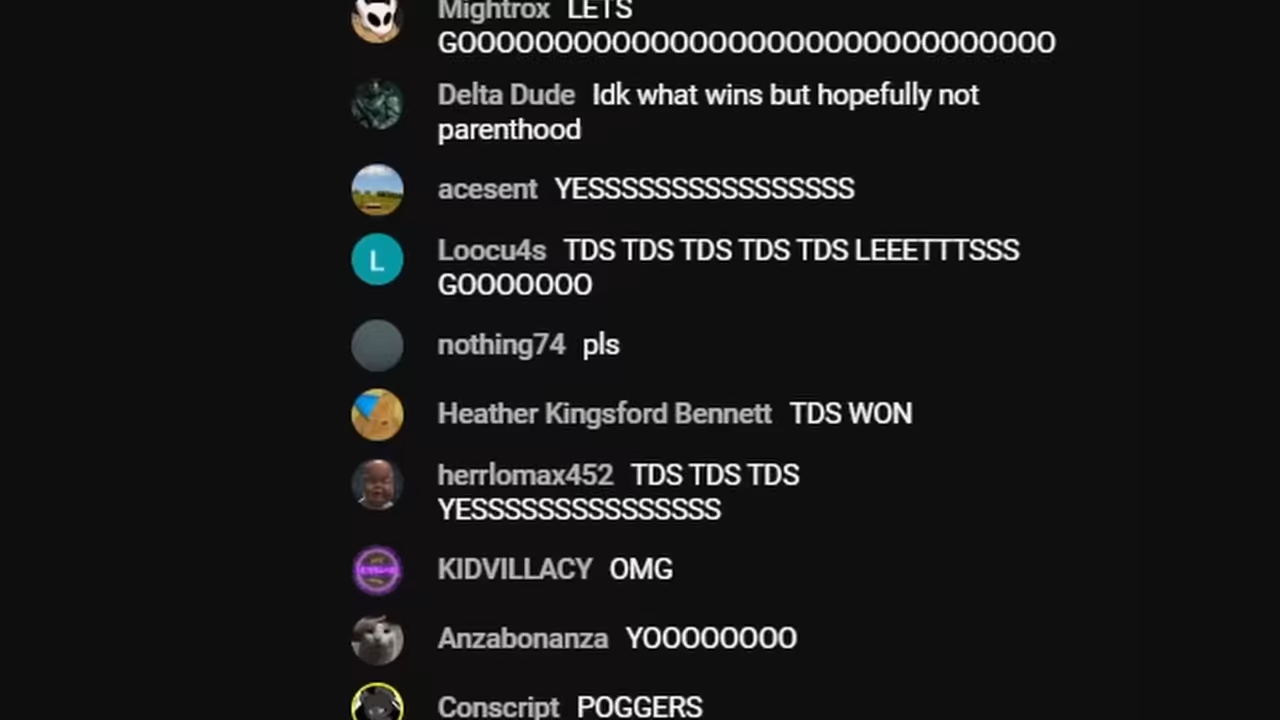 Mightrox LETS
GOOOOOOOOOOOOOOOOOOOOOOOOOOOOOOO
Delta Dude Idk what wins but hopefully not
parenthood
acesent YESSSSSSSSSSSSSSSS
L
Loocu4s TDS TDS TDS TDS TDS LEEETTTSSS
GOOOOOOO
nothing74 pls
Heather Kingsford Bennett TDS WON
herrlomax452 TDS TDS TDS
YESSSSSSSSSSSSSSS
KIDVILLACY OMG
Anzabonanza YOOOOOOOO
Conscript POGGERS